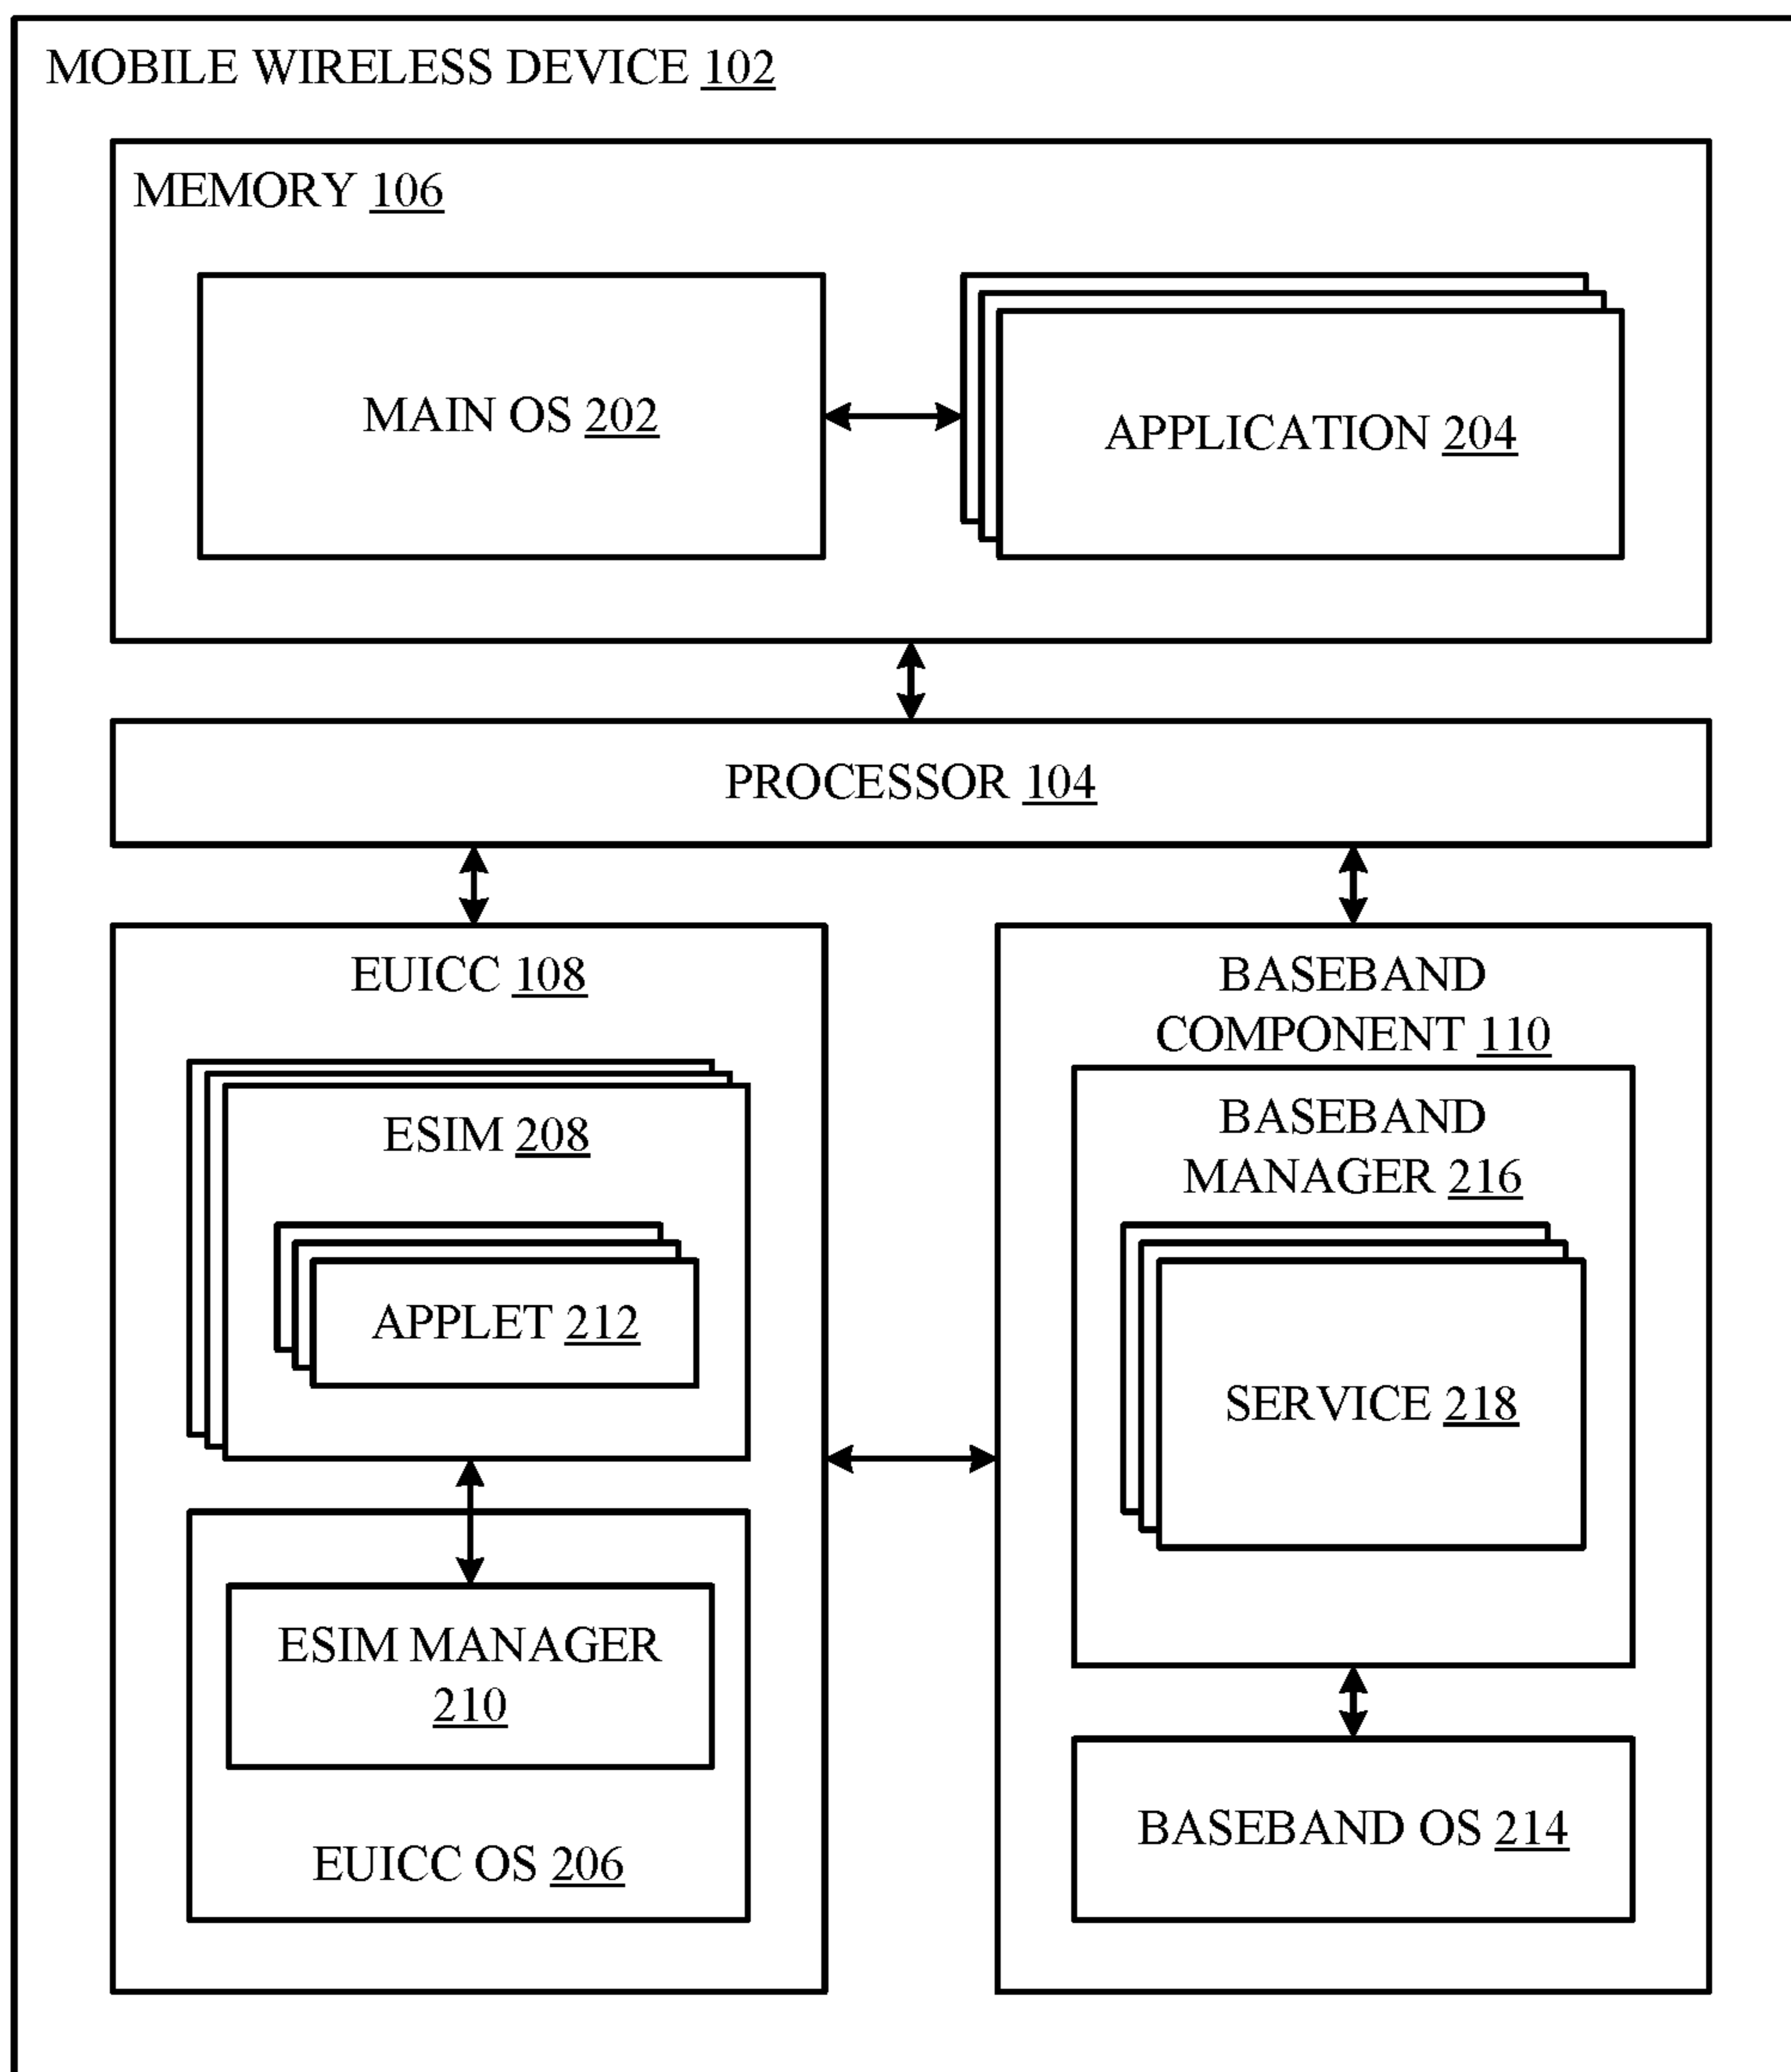 MOBILE WIRELESS DEVICE 102
MEMORY 106
MAIN OS 202
APPLICATION 204
PROCESSOR 104
EUICC 108
ESIM 208
APPLET 212
ESIM MANAGER
210
EUICC OS 206
BASEBAND
COMPONENT 110
BASEBAND
MANAGER 216
SERVICE 218
BASEBAND OS 214